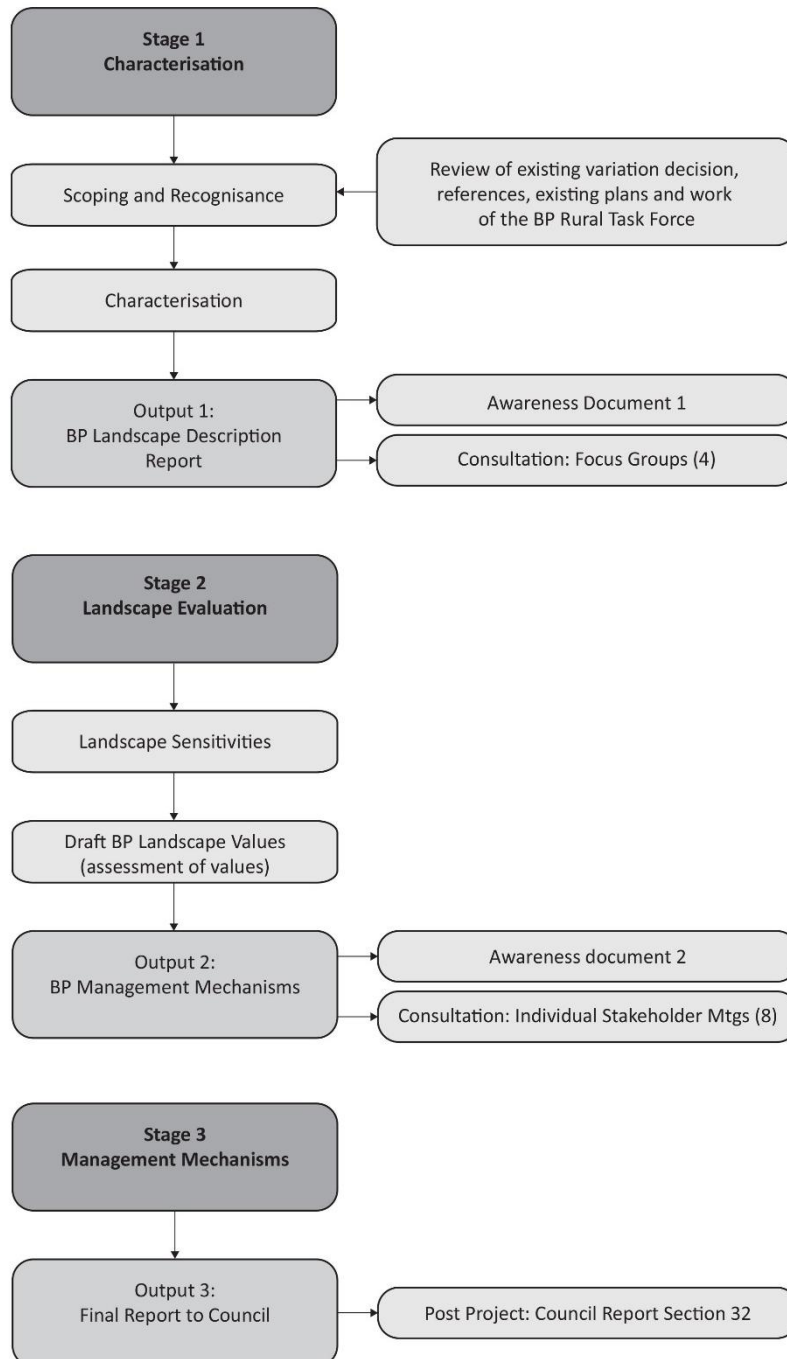 Stage 1
Characterisation
Scoping and Recognisance
Review of existing variation decision,
references, existing plans and work
of the BP Rural Task Force
Characterisation
Output 1:
BP Landscape Description
Report
Awareness Document 1
Consultation: Focus Groups (4)
Stage 2
Landscape Evaluation
Landscape Sensitivities
Draft BP Landscape Values
(assessment of values)
Output 2:
BP Management Mechanisms
Awareness document 2
Consultation: Individual Stakeholder Mtgs (8)
Stage 3
Management Mechanisms
Output 3:
Final Report to Council
Post Project: Council Report Section 32